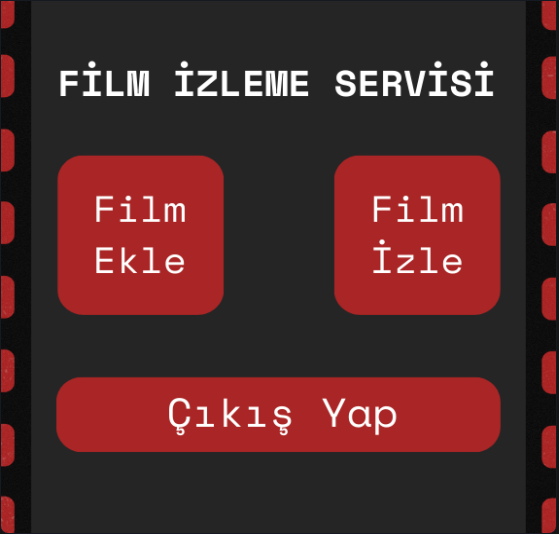 FİLM İZLEME SERVİSİ
Film
Ekle
Film
İzle
Çıkış Yap